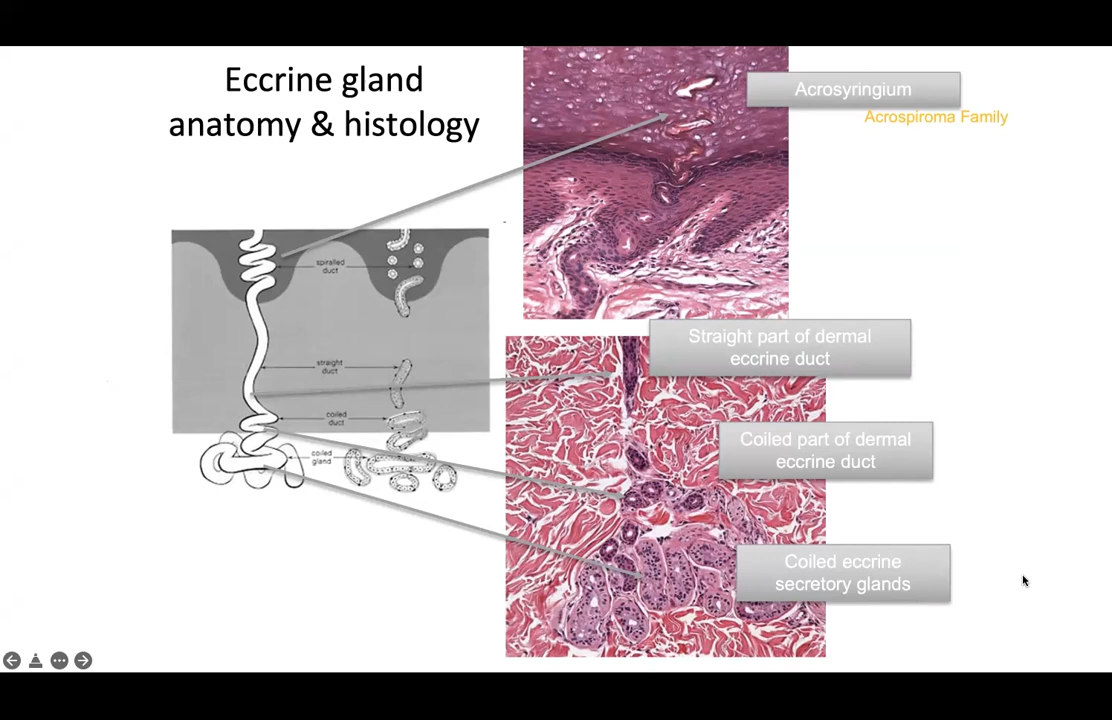 Eccrine gland
anatomy & histology
Acrosyringium
Acrospiroma Family
spiralled
duct
straight
duct
coiled
duct
coiled
gland
Straight part of dermal
eccrine duct
Coiled part of dermal
eccrine duct
Coiled eccrine
secretory glands